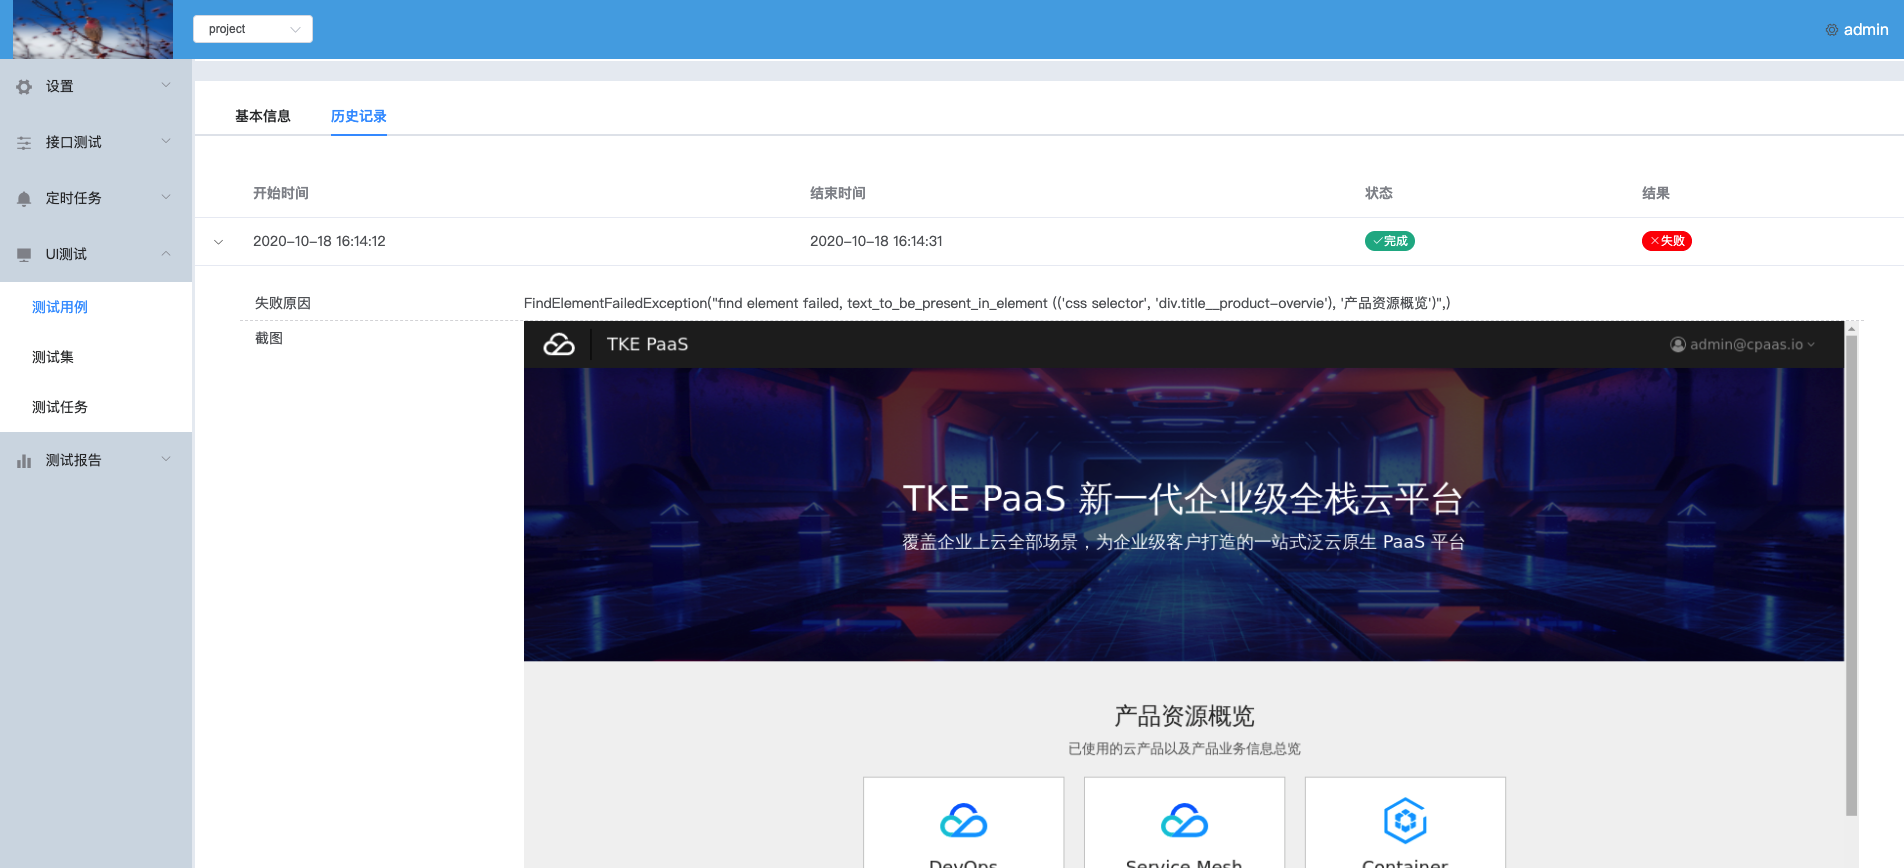 project
admin
设置
接口测试
定时任务
UI测试
测试用例
测试集
测试任务
测试报告
基本信息
历史记录
开始时间
结束时间
状态
结果
2020-10-18 16:14:12
2020-10-18 16:14:31
完成
失败
失败原因
FindElementFailedException("find element failed, text_to_be_present_in_element (('css selector', 'div.title__product-overvie'), '产品资源概览')",)
截图
TKE PaaS
admin@cpaas.io
TKE PaaS 新一代企业级全栈云平台
覆盖企业上云全部场景，为企业级客户打造的一站式泛云原生 PaaS 平台
产品资源概览
已使用的云产品以及产品业务信息总览
DevOps
Service Mesh
Container